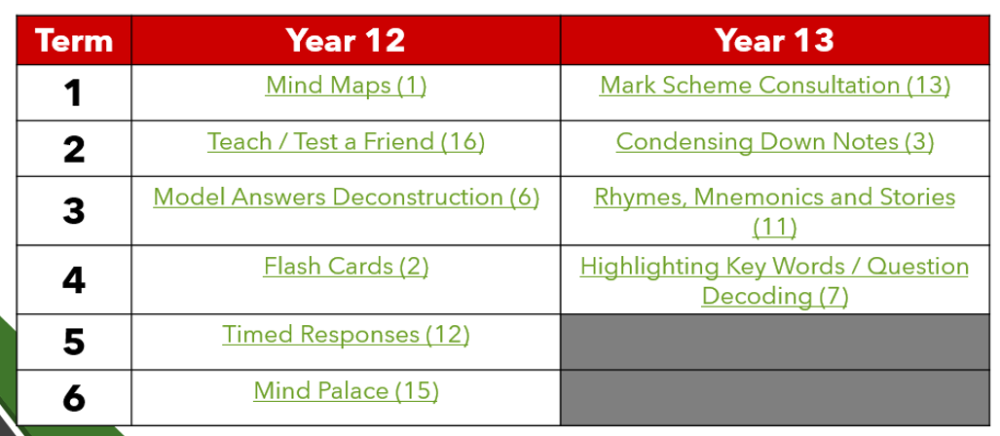 Term Year 12 Year 13
1 Mind Maps (1) Mark Scheme Consultation (13)
2 Teach / Test a Friend (16) Condensing Down Notes (3)
3 Model Answers Deconstruction (6) Rhymes, Mnemonics and Stories
(11)
4 Flash Cards (2) Highlighting Key Words / Question
Decoding (7)
5 Timed Responses (12)
6 Mind Palace (15)